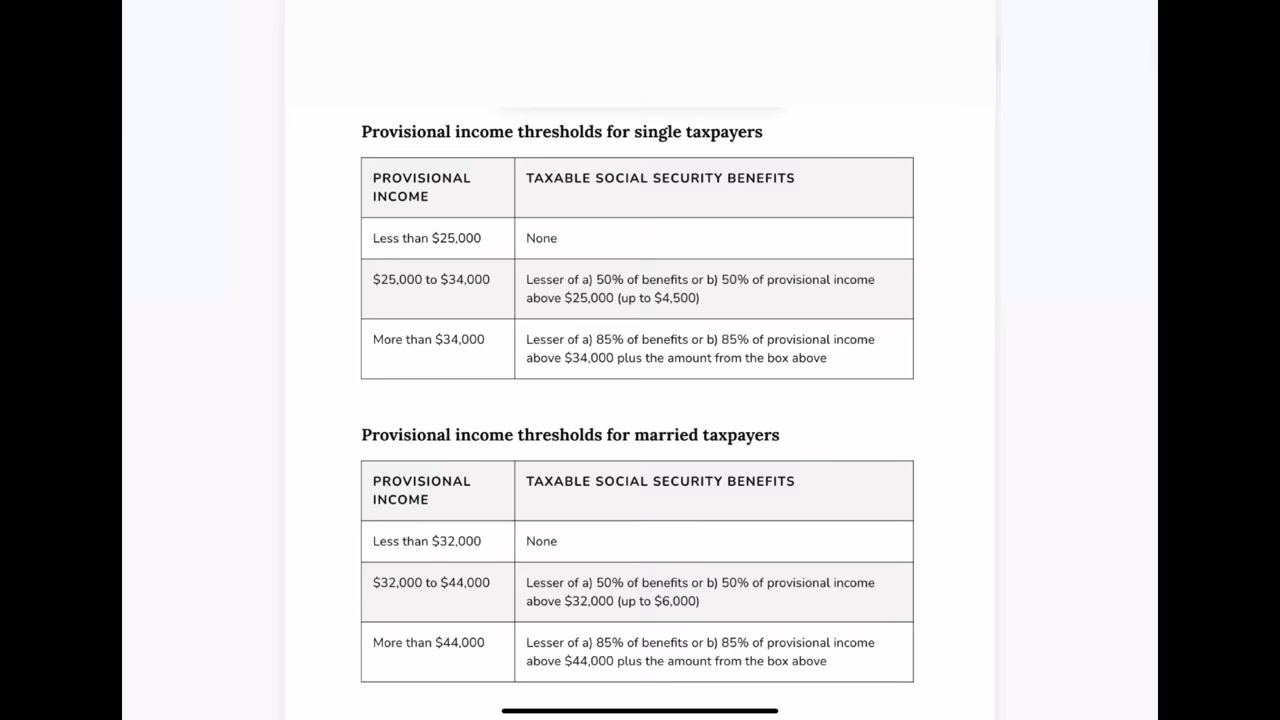 Provisional income thresholds for single taxpayers
PROVISIONAL
INCOME
TAXABLE SOCIAL SECURITY BENEFITS
Less than $25,000
None
$25,000 to $34,000
Lesser of a) 50% of benefits or b) 50% of provisional income
above $25,000 (up to $4,500)
More than $34,000
Lesser of a) 85% of benefits or b) 85% of provisional income
above $34,000 plus the amount from the box above
Provisional income thresholds for married taxpayers
PROVISIONAL
INCOME
TAXABLE SOCIAL SECURITY BENEFITS
Less than $32,000
None
$32,000 to $44,000
Lesser of a) 50% of benefits or b) 50% of provisional income
above $32,000 (up to $6,000)
More than $44,000
Lesser of a) 85% of benefits or b) 85% of provisional income
above $44,000 plus the amount from the box above